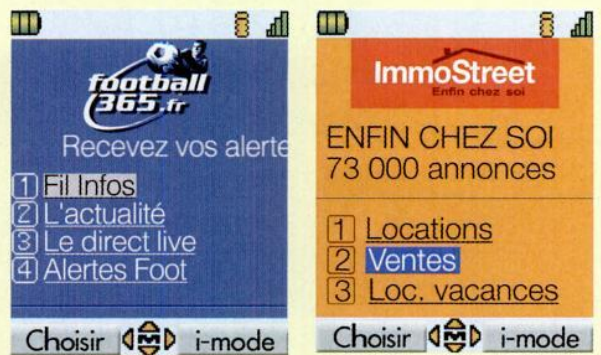 football
365.fr
Recevez vos alerte
1 Fil Infos
2 L'actualité
3 Le direct live
4 Alertes Foot
Choisir i-mode
ImmoStreet
Enfin chez soi
ENFIN CHEZ SOI
73 000 annonces
1 Locations
2 Ventes
3 Loc. vacances
Choisir i-mode